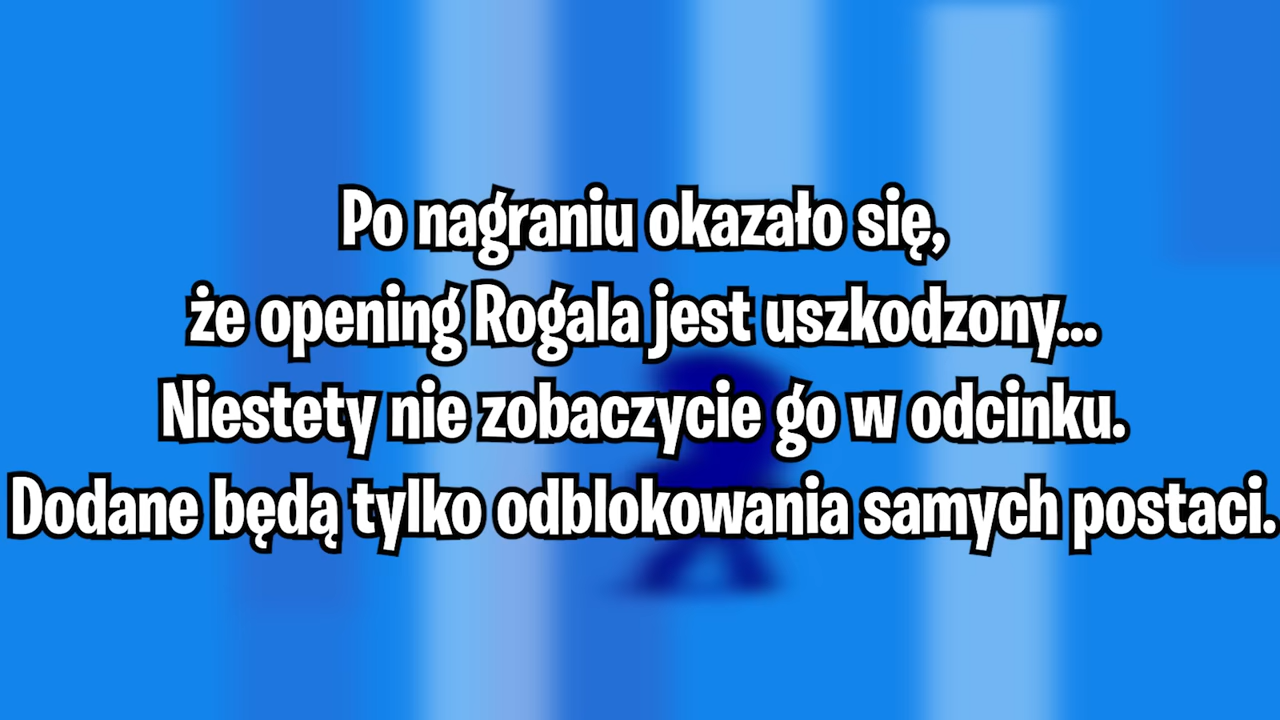 Po nagraniu okazało się,
że opening Rogala jest uszkodzony...
Niestety nie zobaczycie go w odcinku.
Dodane będą tylko odblokowania samych postaci.